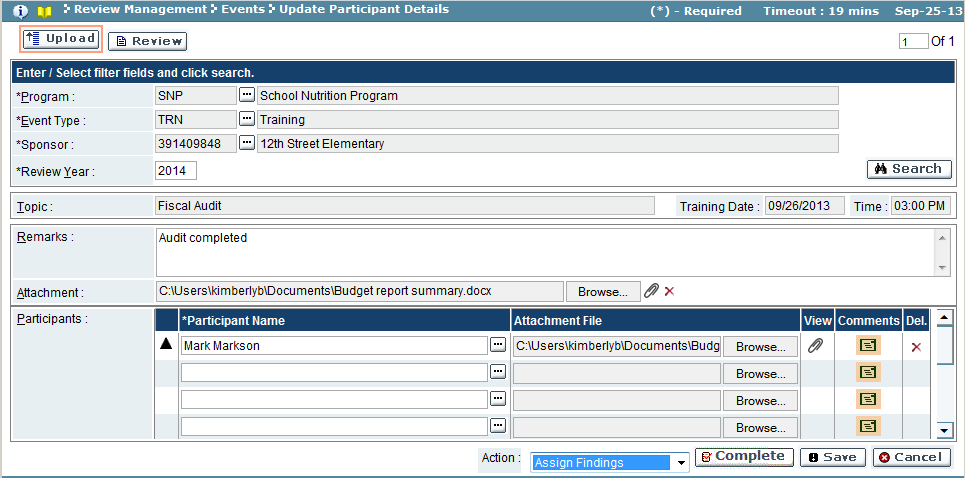 Review Management > Events > Update Participant Details (*) - Required Timeout : 19 mins Sep-25-13
Upload Review 1 Of 1
Enter / Select filter fields and click search.
*Program : SNP ... School Nutrition Program
*Event Type : TRN ... Training
*Sponsor : 391409848 ... 12th Street Elementary
*Review Year : 2014 Search
Topic : Fiscal Audit Training Date : 09/26/2013 Time : 03:00 PM
Remarks : Audit completed
Attachment : C:\Users\kimberlyb\Documents\Budget report summary.docx Browse...
Participants : *Participant Name Attachment File View Comments Del.
Mark Markson ... C:\Users\kimberlyb\Documents\Budg Browse...
... Browse...
... Browse...
... Browse...
Action : Assign Findings Complete Save Cancel